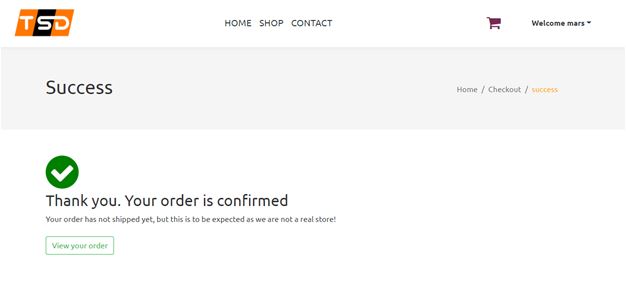 TSD
HOME SHOP CONTACT
Welcome mars
Success
Home / Checkout / success
Thank you. Your order is confirmed
Your order has not shipped yet, but this is to be expected as we are not a real store!
View your order